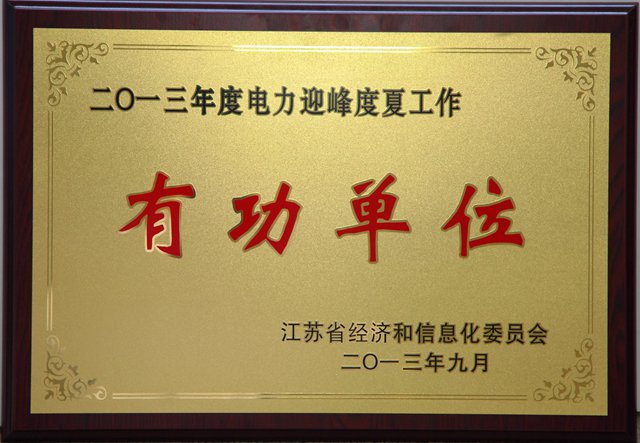 二〇一三年度电力迎峰度夏工作
有功单位
江苏省经济和信息化委员会
二〇一三年九月